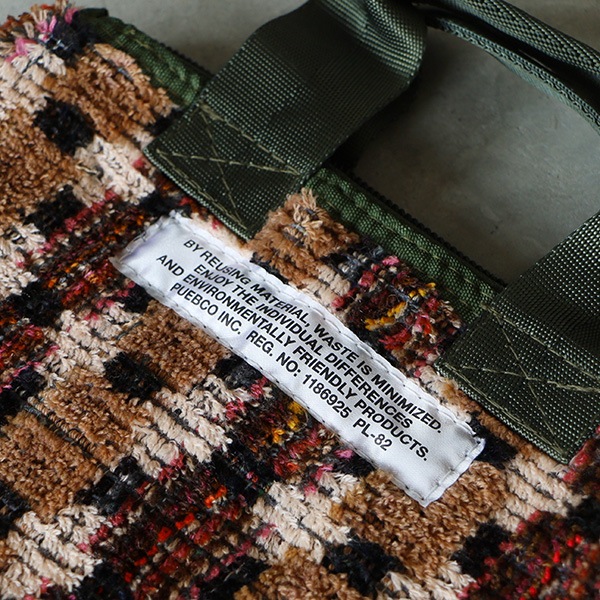 BY REUSING MATERIAL, WASTE IS MINIMIZED.
ENJOY THE INDIVIDUAL DIFFERENCES
AND ENVIRONMENTALLY FRIENDLY PRODUCTS.
PUEBCO INC. REG. NO: 1186925 PL-82